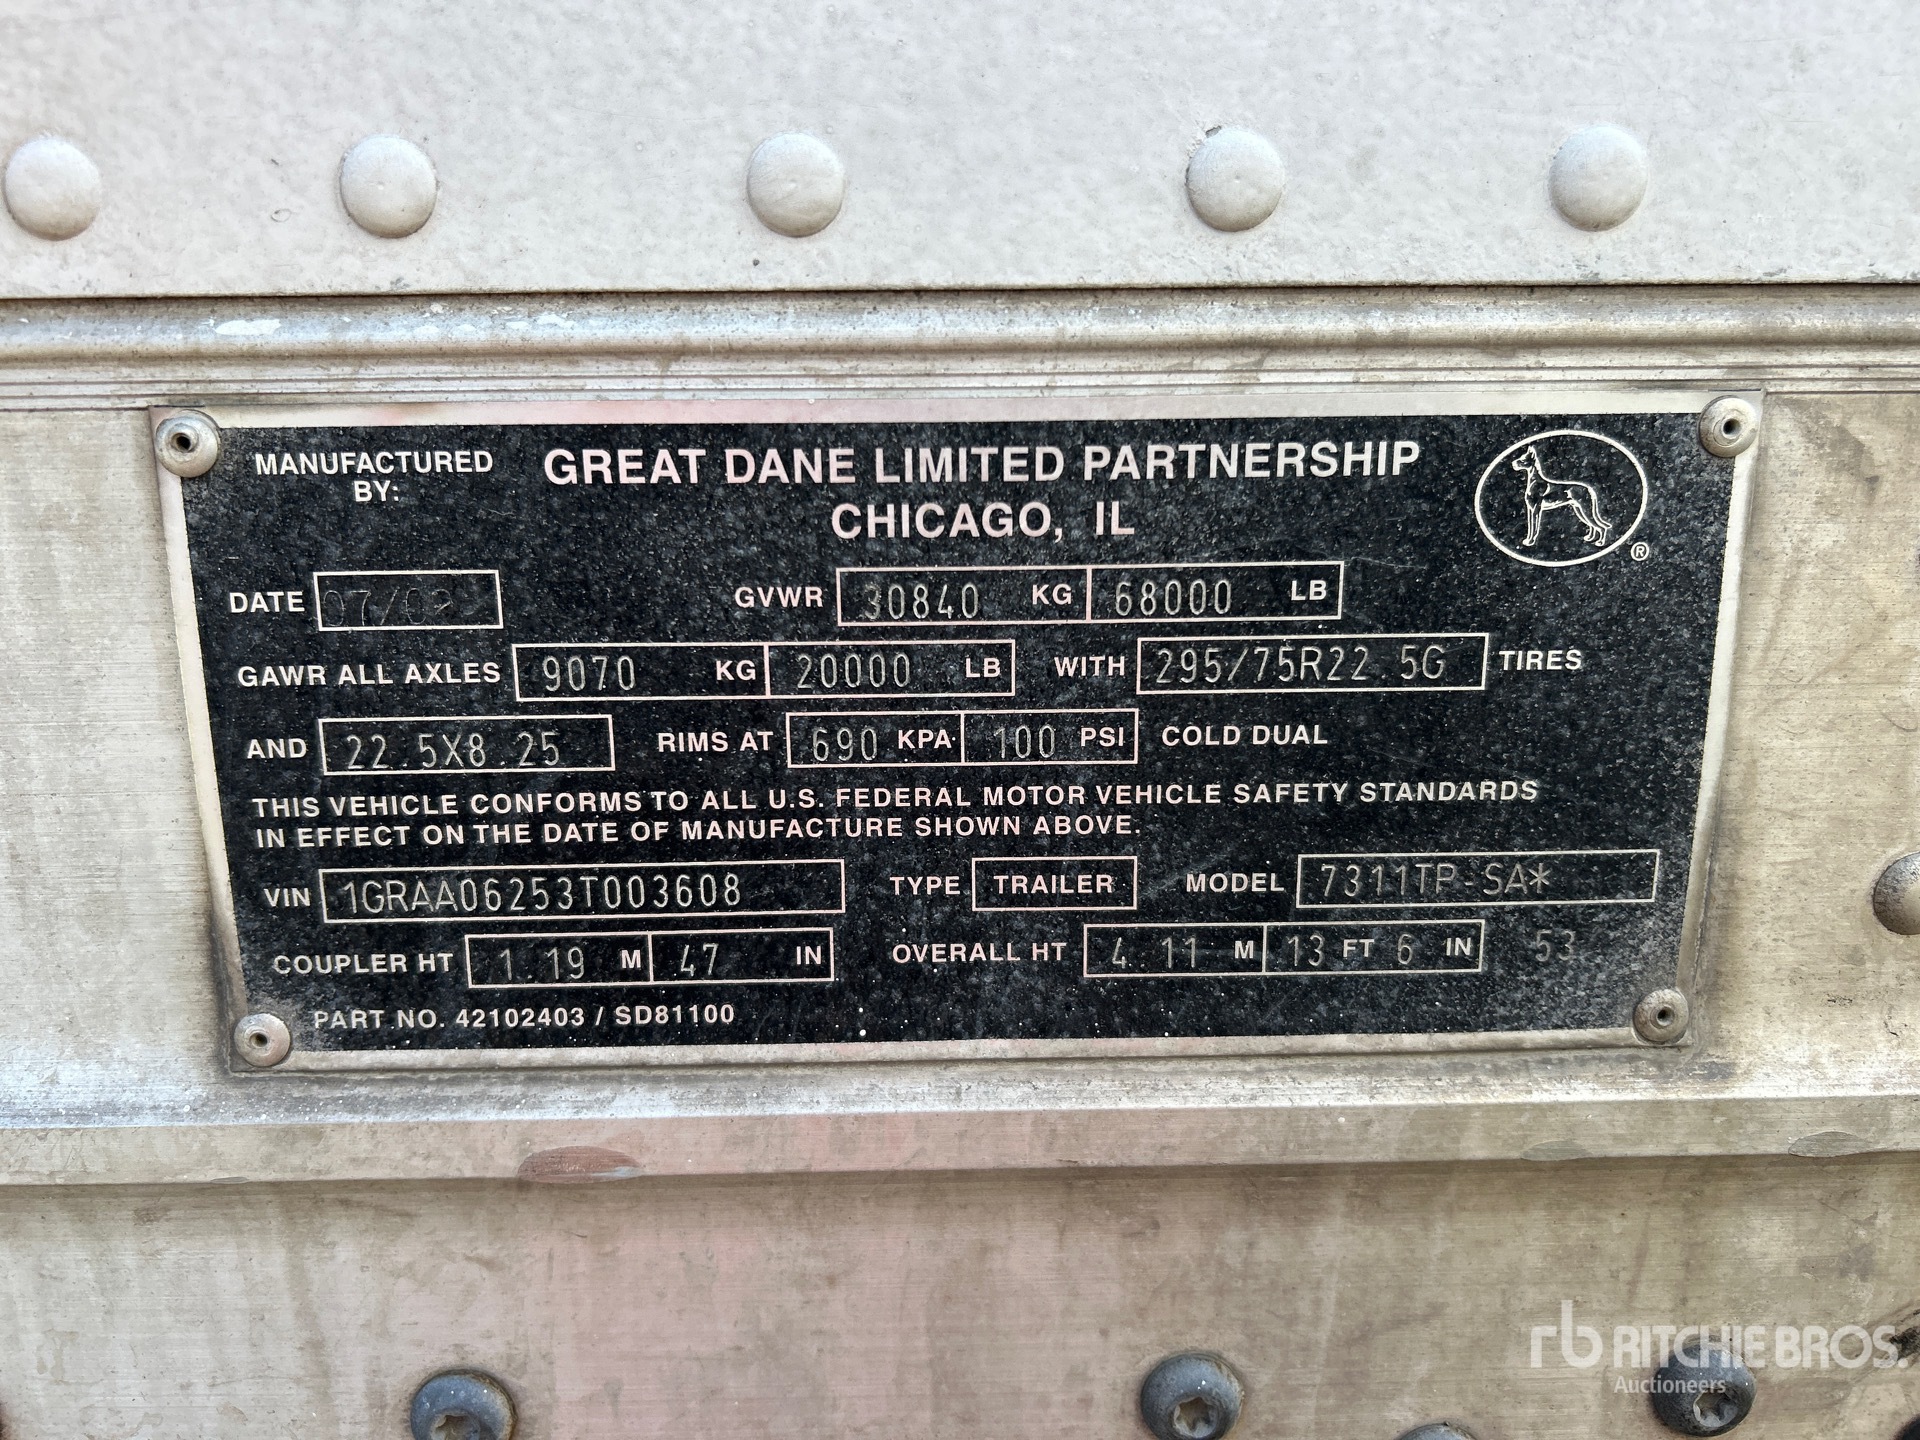 MANUFACTURED BY: GREAT DANE LIMITED PARTNERSHIP
CHICAGO, IL
®
DATE 07/02 GVWR 30840 KG 68000 LB
GAWR ALL AXLES 9070 KG 20000 LB WITH 295/75R22.5G TIRES
AND 22.5X8.25 RIMS AT 690 KPA 100 PSI COLD DUAL
THIS VEHICLE CONFORMS TO ALL U.S. FEDERAL MOTOR VEHICLE SAFETY STANDARDS
IN EFFECT ON THE DATE OF MANUFACTURE SHOWN ABOVE.
VIN 1GRAA06253T003608 TYPE TRAILER MODEL 7311TP-SA*
COUPLER HT 1.19 M 47 IN OVERALL HT 4.11 M 13 FT 6 IN 53
PART NO. 42102403 / SD81100
rb RITCHIE BROS.
Auctioneers